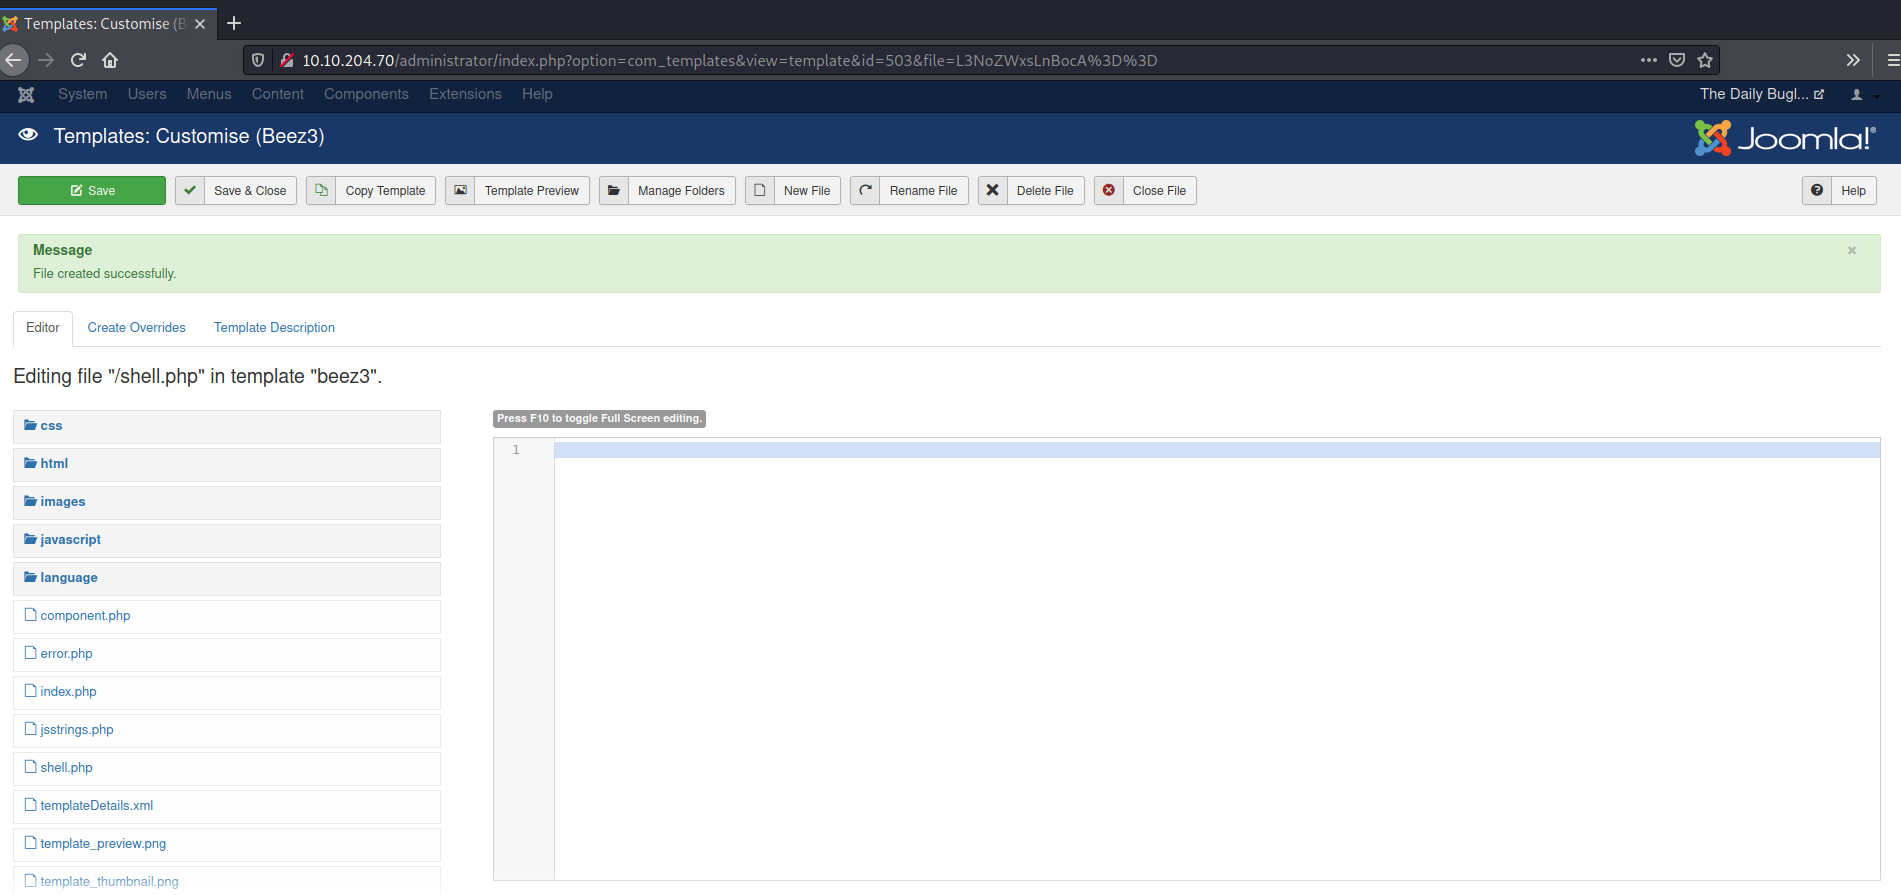 Templates: Customise (B
10.10.204.70/administrator/index.php?option=com_templates&view=template&id=503&file=L3NoZWxsLnBocA%3D%3D
System Users Menus Content Components Extensions Help The Daily Bugl...
Templates: Customise (Beez3) Joomla!®
Save Save & Close Copy Template Template Preview Manage Folders New File Rename File Delete File Close File Help
Message
File created successfully.
Editor Create Overrides Template Description
Editing file "/shell.php" in template "beez3".
Press F10 to toggle Full Screen editing.
1
css
html
images
javascript
language
component.php
error.php
index.php
jsstrings.php
shell.php
templateDetails.xml
template_preview.png
template_thumbnail.png